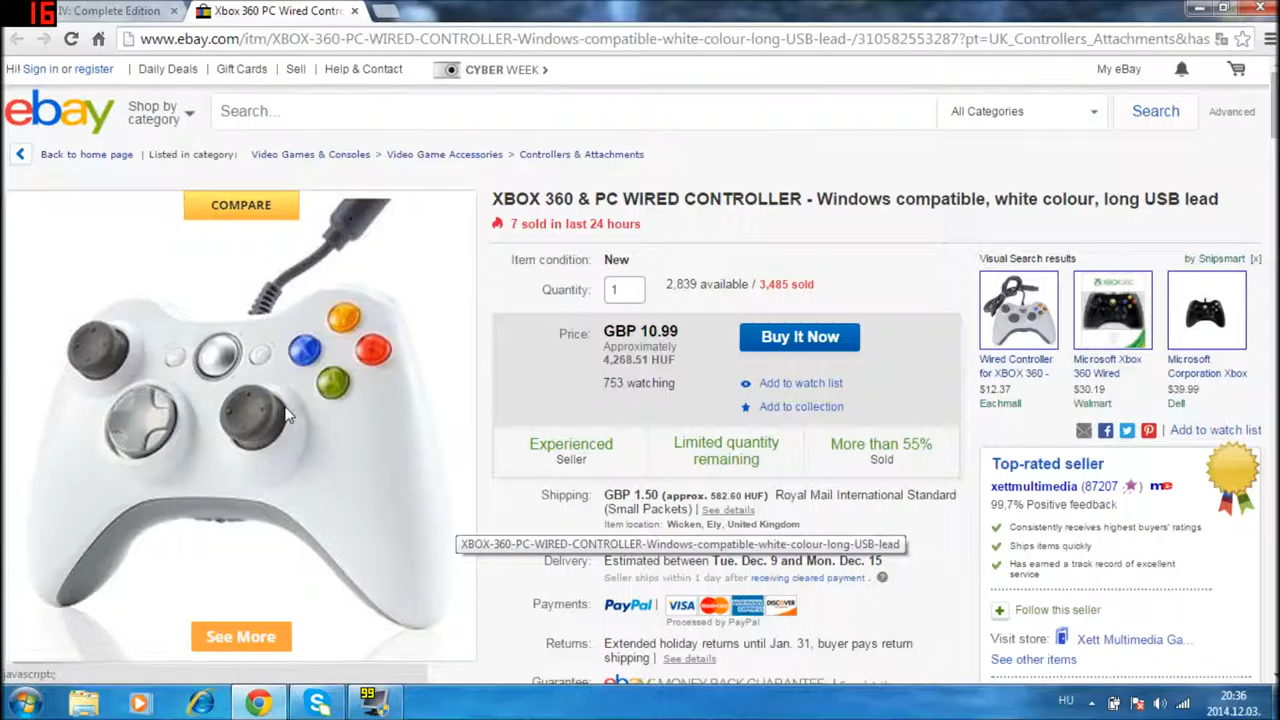 16
IV: Complete Edition
Xbox 360 PC Wired Contr
www.ebay.com/itm/XBOX-360-PC-WIRED-CONTROLLER-Windows-compatible-white-colour-long-USB-lead-/310582553287?pt=UK_Controllers_Attachments&has
Hi! Sign in or register | Daily Deals | Gift Cards | Sell | Help & Contact CYBER WEEK My eBay
ebay
Shop by
category
Search...
All Categories
Search
Advanced
Back to home page | Listed in category: Video Games & Consoles > Video Game Accessories > Controllers & Attachments
COMPARE
XBOX 360 & PC WIRED CONTROLLER - Windows compatible, white colour, long USB lead
7 sold in last 24 hours
Item condition: New
Quantity: 1 2,839 available / 3,485 sold
Price: GBP 10.99
Approximately
4,268.51 HUF
Buy It Now
753 watching
Add to watch list
Add to collection
Experienced
Seller
Limited quantity
remaining
More than 55%
Sold
Shipping: GBP 1.50 (approx. 582.60 HUF) Royal Mail International Standard
(Small Packets) | See details
Item location: Wicken, Ely, United Kingdom
XBOX-360-PC-WIRED-CONTROLLER-Windows-compatible-white-colour-long-USB-lead
Delivery: Estimated between Tue. Dec. 9 and Mon. Dec. 15
Seller ships within 1 day after receiving cleared payment. ?
Payments: PayPal | VISA MasterCard AMERICAN EXPRESS DISCOVER
Processed by PayPal
Returns: Extended holiday returns until Jan. 31, buyer pays return
shipping | See details
Guarantee: ebay MONEY BACK GUARANTEE
See More
javascript:;
Visual Search results by Snipsmart [x]
XBOX360
Wired Controller
for XBOX 360 -
$12.37
Eachmall
Microsoft Xbox
360 Wired
$30.19
Walmart
Microsoft
Corporation Xbox
$39.99
Dell
| Add to watch list
Top-rated seller
xettmultimedia (87207 ) me
99,7% Positive feedback
Consistently receives highest buyers' ratings
Ships items quickly
Has earned a track record of excellent
service
Follow this seller
Visit store: Xett Multimedia Ga...
See other items
99
HU
20:36
2014.12.03.